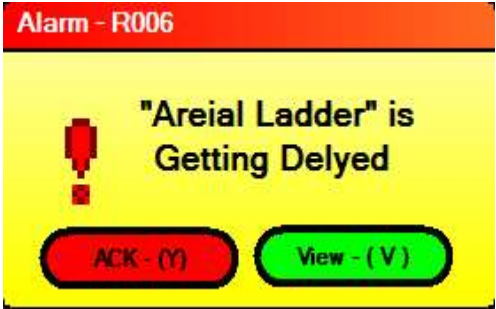 Alarm - R006
"Areial Ladder" is
Getting Delyed
ACK - (Y)
View - ( V )